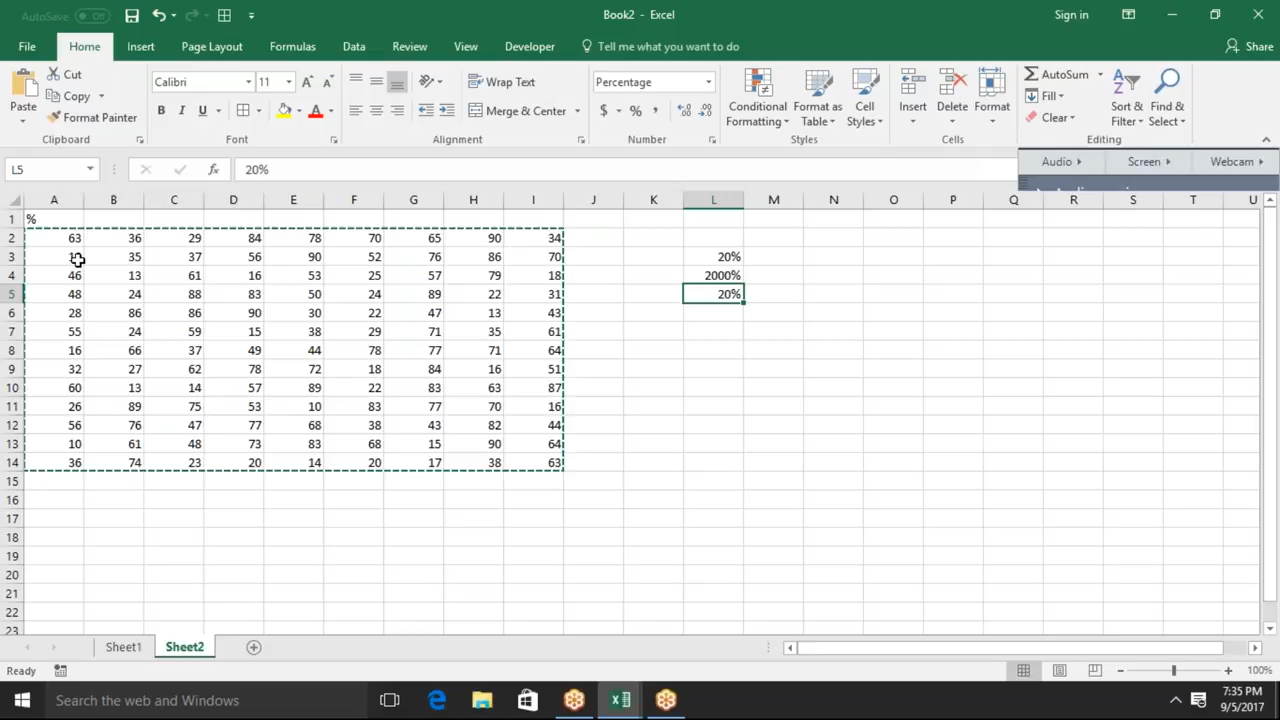 AutoSave Off
Book2 - Excel
Sign in
File Home Insert Page Layout Formulas Data Review View Developer Tell me what you want to do Share
Paste
Cut
Copy
Format Painter
Clipboard
Calibri 11
B I U
Font
Wrap Text
Merge & Center
Alignment
Percentage
$ % ,
Number
Conditional Formatting
Format as Table
Cell Styles
Styles
Insert Delete Format
Cells
AutoSum
Fill
Clear
Sort & Filter
Find & Select
Editing
L5 fx 20%
Audio Screen Webcam
A B C D E F G H I J K L M N O P Q R S T U
1 %
2 63 36 29 84 78 70 65 90 34
3 35 37 56 90 52 76 86 70 20%
4 46 13 61 16 53 25 57 79 18 2000%
5 48 24 88 83 50 24 89 22 31 20%
6 28 86 86 90 30 22 47 13 43
7 55 24 59 15 38 29 71 35 61
8 16 66 37 49 44 78 77 71 64
9 32 27 62 78 72 18 84 16 51
10 60 13 14 57 89 22 83 63 87
11 26 89 75 53 10 83 77 70 16
12 56 76 47 77 68 38 43 82 44
13 10 61 48 73 83 68 15 90 64
14 36 74 23 20 14 20 17 38 63
15
16
17
18
19
20
21
22
23
Sheet1 Sheet2
Ready
100%
Search the web and Windows
7:35 PM
9/5/2017